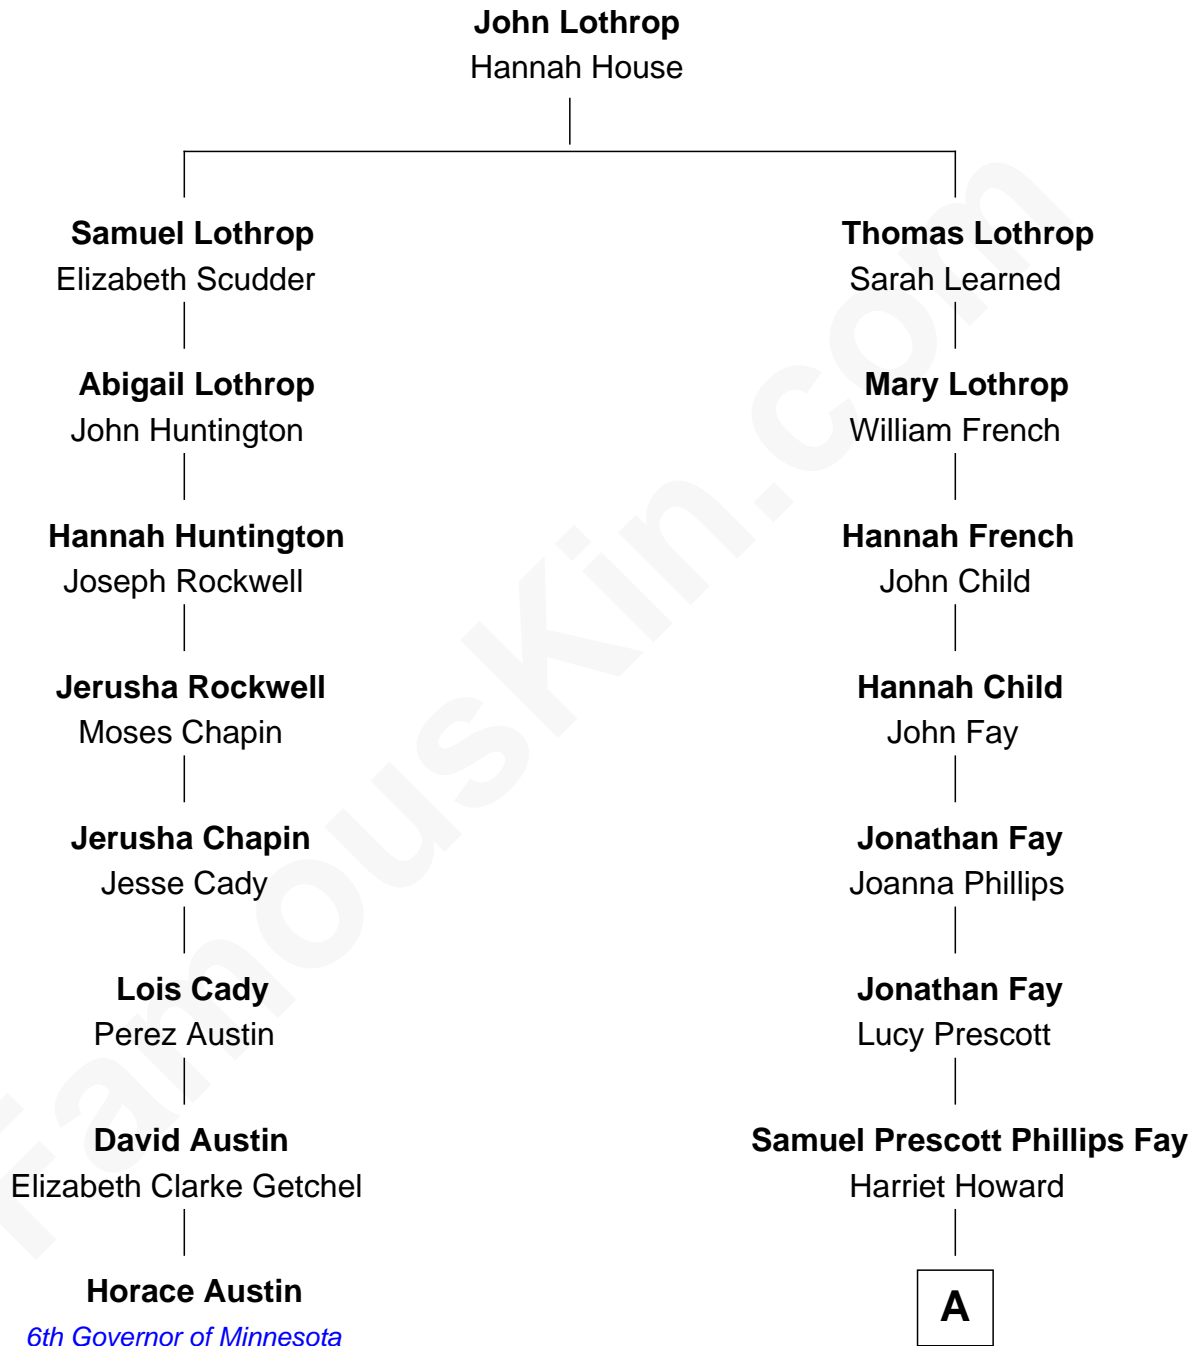 John Lothrop
Hannah House
Samuel Lothrop
Elizabeth Scudder
Thomas Lothrop
Sarah Learned
Abigail Lothrop
John Huntington
Mary Lothrop
William French
Hannah Huntington
Joseph Rockwell
Hannah French
John Child
Jerusha Rockwell
Moses Chapin
Hannah Child
John Fay
Jerusha Chapin
Jesse Cady
Jonathan Fay
Joanna Phillips
Lois Cady
Perez Austin
Jonathan Fay
Lucy Prescott
David Austin
Elizabeth Clarke Getchel
Samuel Prescott Phillips Fay
Harriet Howard
Horace Austin
6th Governor of Minnesota
A
FamousKin.com